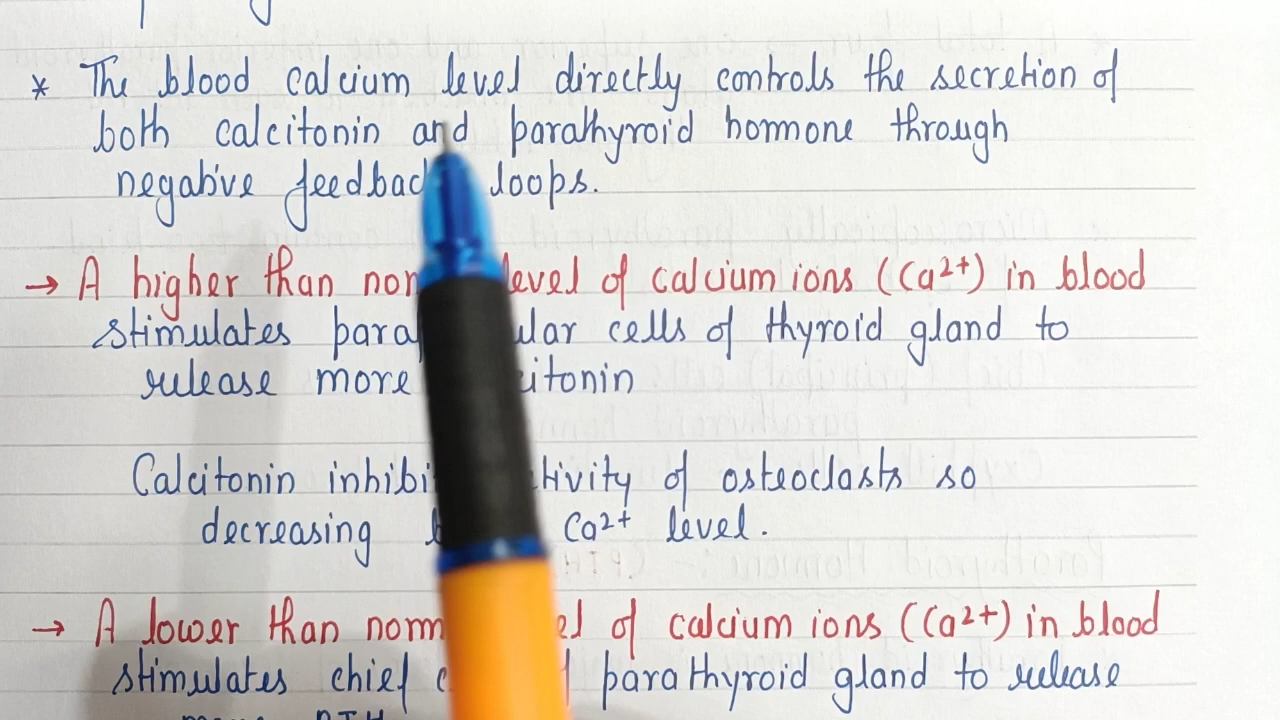 * The blood calcium level directly controls the secretion of
both calcitonin and parathyroid hormone through
negative feedbac loops.
→ A higher than nor evel of calcium ions (Ca²⁺) in blood
stimulates para ular cells of thyroid gland to
release more itonin
Calcitonin inhibi tivity of osteoclasts so
decreasing Ca²⁺ level.
→ A lower than norm el of calcium ions (Ca²⁺) in blood
stimulates chief parathyroid gland to release